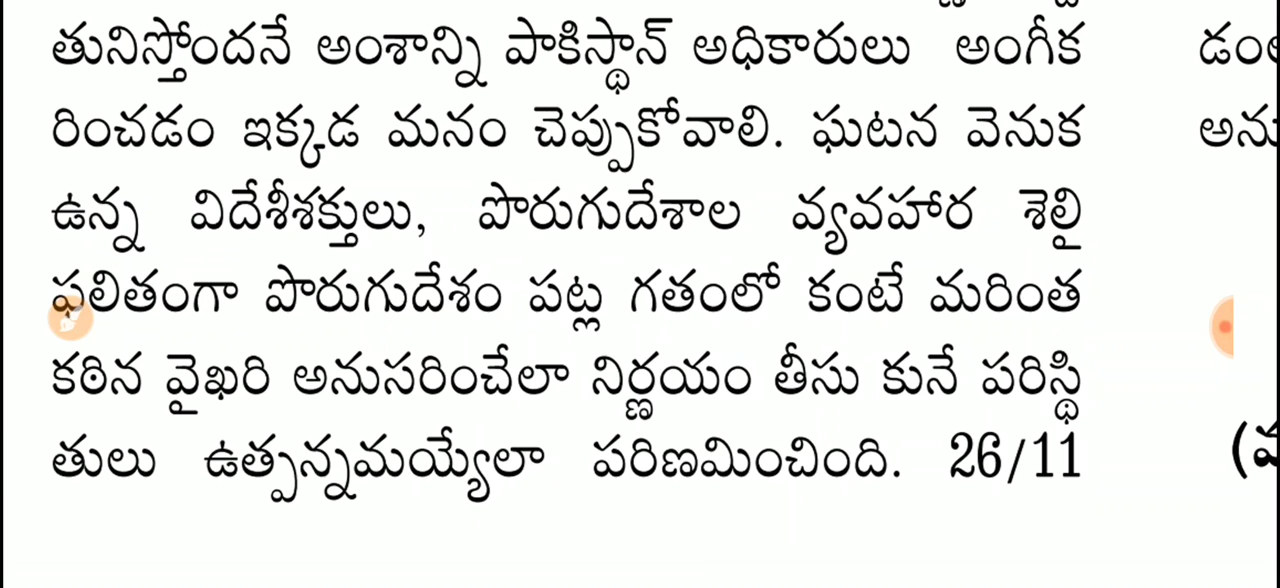 తునిస్తోందనే అంశాన్ని పాకిస్థాన్ అధికారులు అంగీక
రించడం ఇక్కడ మనం చెప్పుకోవాలి. ఘటన వెనుక
ఉన్న విదేశీశక్తులు, పొరుగుదేశాల వ్యవహార శెలై
ఫలితంగా పొరుగుదేశం పట్ల గతంలో కంటే మరింత
కఠిన వైఖరి అనుసరించేలా నిర్ణయం తీసు కునే పరిస్థి
తులు ఉత్పన్నమయ్యేలా పరిణమించింది. 26/11